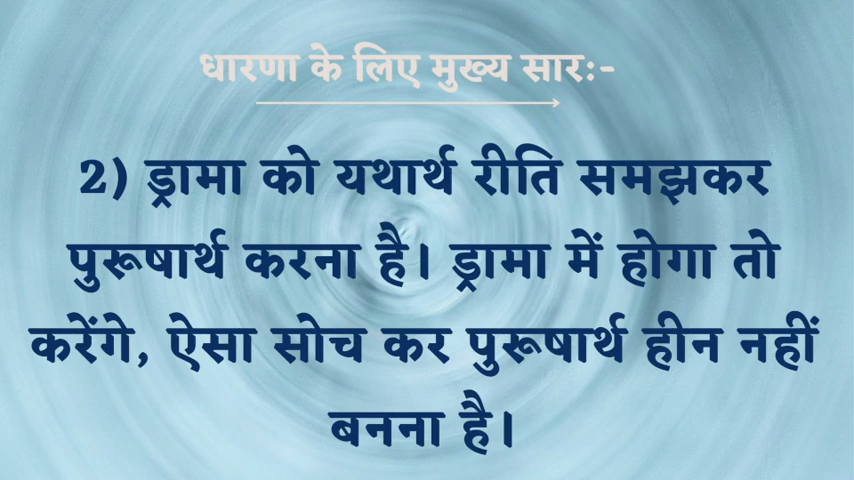 धारणा के लिए मुख्य सार:-
2) ड्रामा को यथार्थ रीति समझकर
पुरूषार्थ करना है। ड्रामा में होगा तो
करेंगे, ऐसा सोच कर पुरूषार्थ हीन नहीं
बनना है।